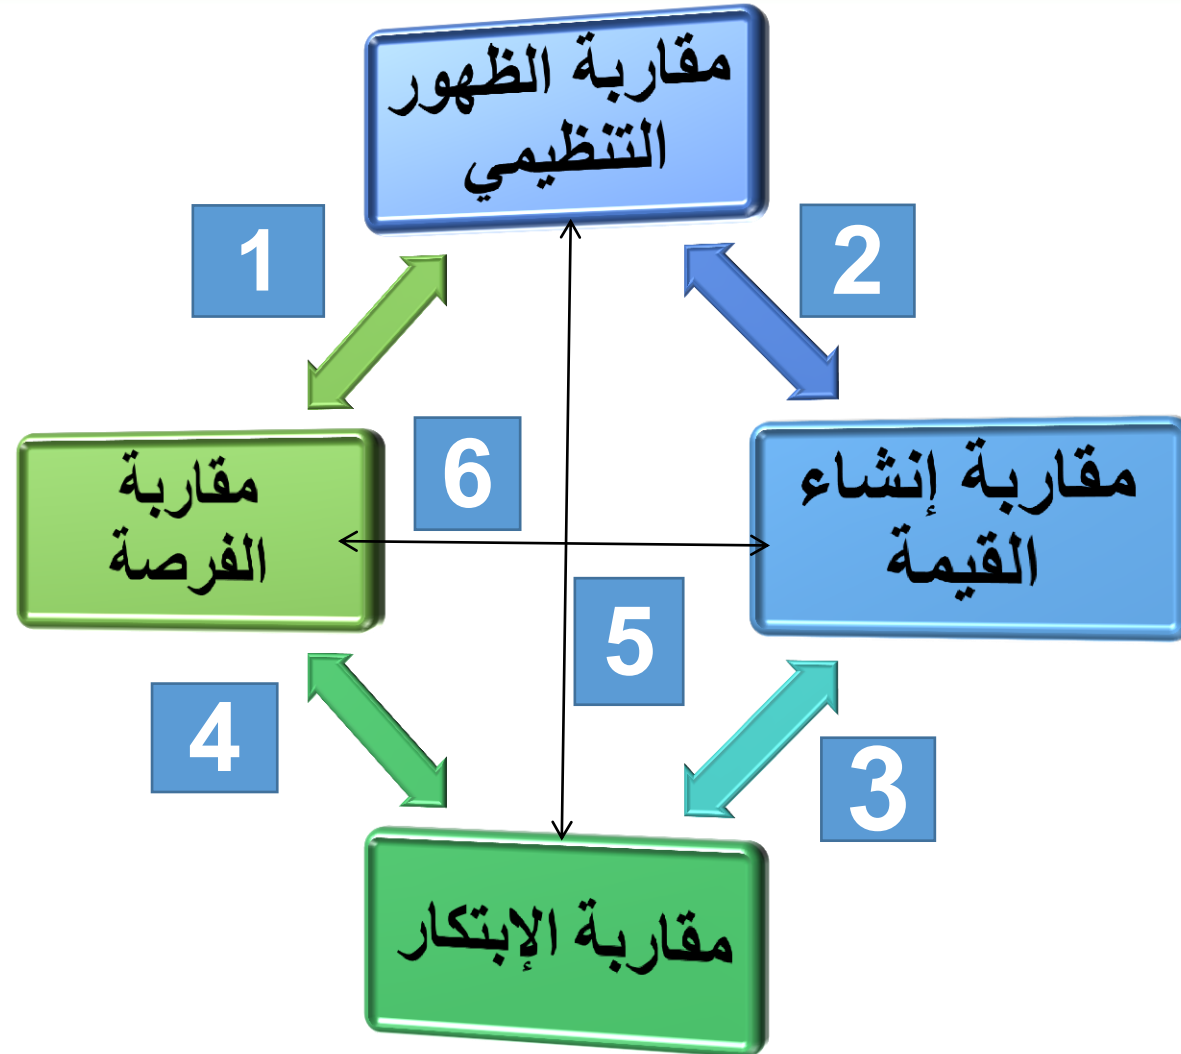 مقاربة الظهور
التنظيمي
1
2
مقاربة
الفرصة
6
مقاربة إنشاء
القيمة
5
4
3
مقاربة الإبتكار